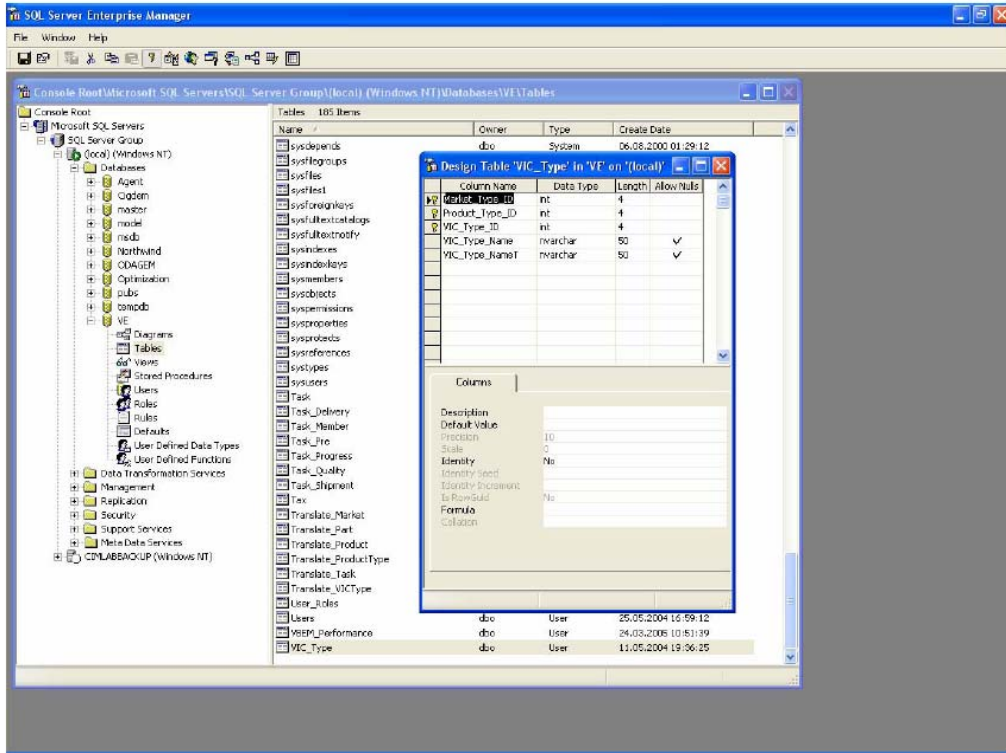 SQL Server Enterprise Manager
File Window Help
Console Root\Microsoft SQL Servers\SQL Server Group\(local) (Windows NT)\Databases\VE\Tables
Console Root
Microsoft SQL Servers
SQL Server Group
(local) (Windows NT)
Databases
Agent
Cigdem
master
model
msdb
Northwind
ODAGEM
Optimization
pubs
tempdb
VE
Diagrams
Tables
Views
Stored Procedures
Users
Roles
Rules
Defaults
User Defined Data Types
User Defined Functions
Data Transformation Services
Management
Replication
Security
Support Services
Meta Data Services
CIMLABBACKUP (Windows NT)
Tables 185 Items
Name Owner Type Create Date
sysdepends dbo System 06.08.2000 01:29:12
sysfilegroups
sysfiles
sysfiles1
sysforeignkeys
sysfulltextcatalogs
sysfulltextnotify
sysindexes
sysindexkeys
sysmembers
sysobjects
syspermissions
sysproperties
sysprotects
sysreferences
systypes
sysusers
Task
Task_Delivery
Task_Member
Task_Pre
Task_Progress
Task_Quality
Task_Shipment
Tax
Translate_Market
Translate_Part
Translate_Product
Translate_ProductType
Translate_Task
Translate_VICType
User_Roles
Users dbo User 25.05.2004 16:59:12
VBEM_Performance dbo User 24.03.2005 10:51:39
VIC_Type dbo User 11.05.2004 19:36:25
Design Table 'VIC_Type' in 'VE' on '(local)'
Column Name Data Type Length Allow Nulls
Market_Type_ID int 4
Product_Type_ID int 4
VIC_Type_ID int 4
VIC_Type_Name nvarchar 50
VIC_Type_NameT nvarchar 50
Columns
Description
Default Value
Precision 10
Scale 0
Identity No
Identity Seed
Identity Increment
Is RowGuid No
Formula
Collation